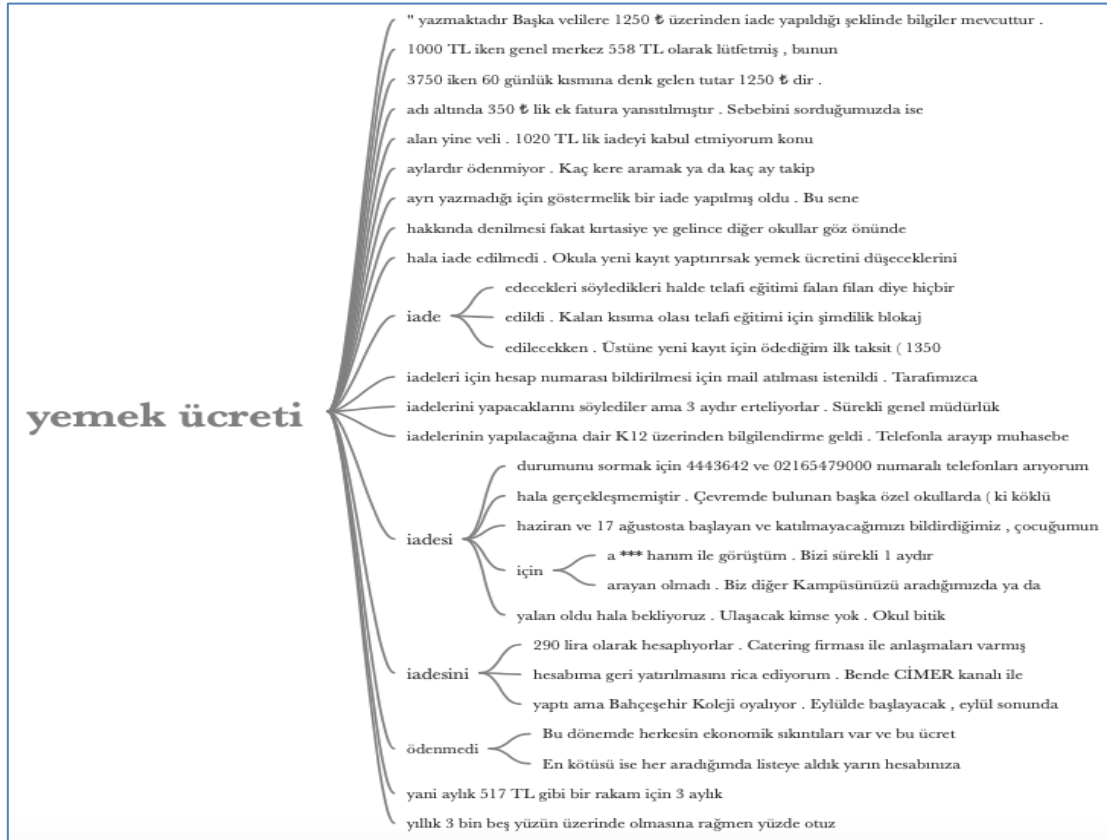 " yazmaktadır Başka velilere 1250 ₺ üzerinden iade yapıldığı şeklinde bilgiler mevcuttur .
1000 TL iken genel merkez 558 TL olarak lütfetmiş , bunun
3750 iken 60 günlük kısmına denk gelen tutar 1250 ₺ dir .
adı altında 350 ₺ lik ek fatura yansıtılmıştır . Sebebini sorduğumuzda ise
alan yine veli . 1020 TL lik iadeyi kabul etmiyorum konu
aylardır ödenmiyor . Kaç kere aramak ya da kaç ay takip
ayrı yazmadığı için göstermelik bir iade yapılmış oldu . Bu sene
hakkında denilmesi fakat kırtasiye ye gelince diğer okullar göz önünde
hala iade edilmedi . Okula yeni kayıt yaptırırsak yemek ücretini düşeceklerini
iade
edecekleri söyledikleri halde telafi eğitimi falan filan diye hiçbir
edildi . Kalan kısıma olası telafi eğitimi için şimdilik blokaj
edilecekken . Üstüne yeni kayıt için ödediğim ilk taksit ( 1350
yemek ücreti
iadeleri için hesap numarası bildirilmesi için mail atılması istenildi . Tarafımızca
iadelerini yapacaklarını söylediler ama 3 aydır erteliyorlar . Sürekli genel müdürlük
iadelerinin yapılacağına dair K12 üzerinden bilgilendirme geldi . Telefonla arayıp muhasebe
iadesi
durumunu sormak için 4443642 ve 02165479000 numaralı telefonları arıyorum
hala gerçekleşmemiştir . Çevremde bulunan başka özel okullarda ( ki köklü
haziran ve 17 ağustosta başlayan ve katılmayacağımızı bildirdiğimiz , çocuğumun
için
a *** hanım ile görüştüm . Bizi sürekli 1 aydır
arayan olmadı . Biz diğer Kampüsünüzü aradığımızda ya da
yalan oldu hala bekliyoruz . Ulaşacak kimse yok . Okul bitik
iadesini
290 lira olarak hesaplıyorlar . Catering firması ile anlaşmaları varmış
hesabıma geri yatırılmasını rica ediyorum . Bende CİMER kanalı ile
yaptı ama Bahçeşehir Koleji oyalıyor . Eylülde başlayacak , eylül sonunda
ödenmedi
Bu dönemde herkesin ekonomik sıkıntıları var ve bu ücret
En kötüsü ise her aradığımda listeye aldık yarın hesabınıza
yani aylık 517 TL gibi bir rakam için 3 aylık
yıllık 3 bin beş yüzün üzerinde olmasına rağmen yüzde otuz